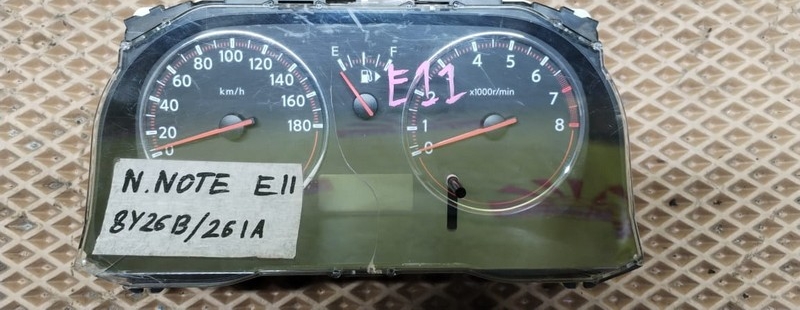 E F
E11
0 20 40 60 80 100 120 140 160 180
km/h
0 1 2 4 5 6 7 8
x1000r/min
N. NOTE E11
8Y26B/261A